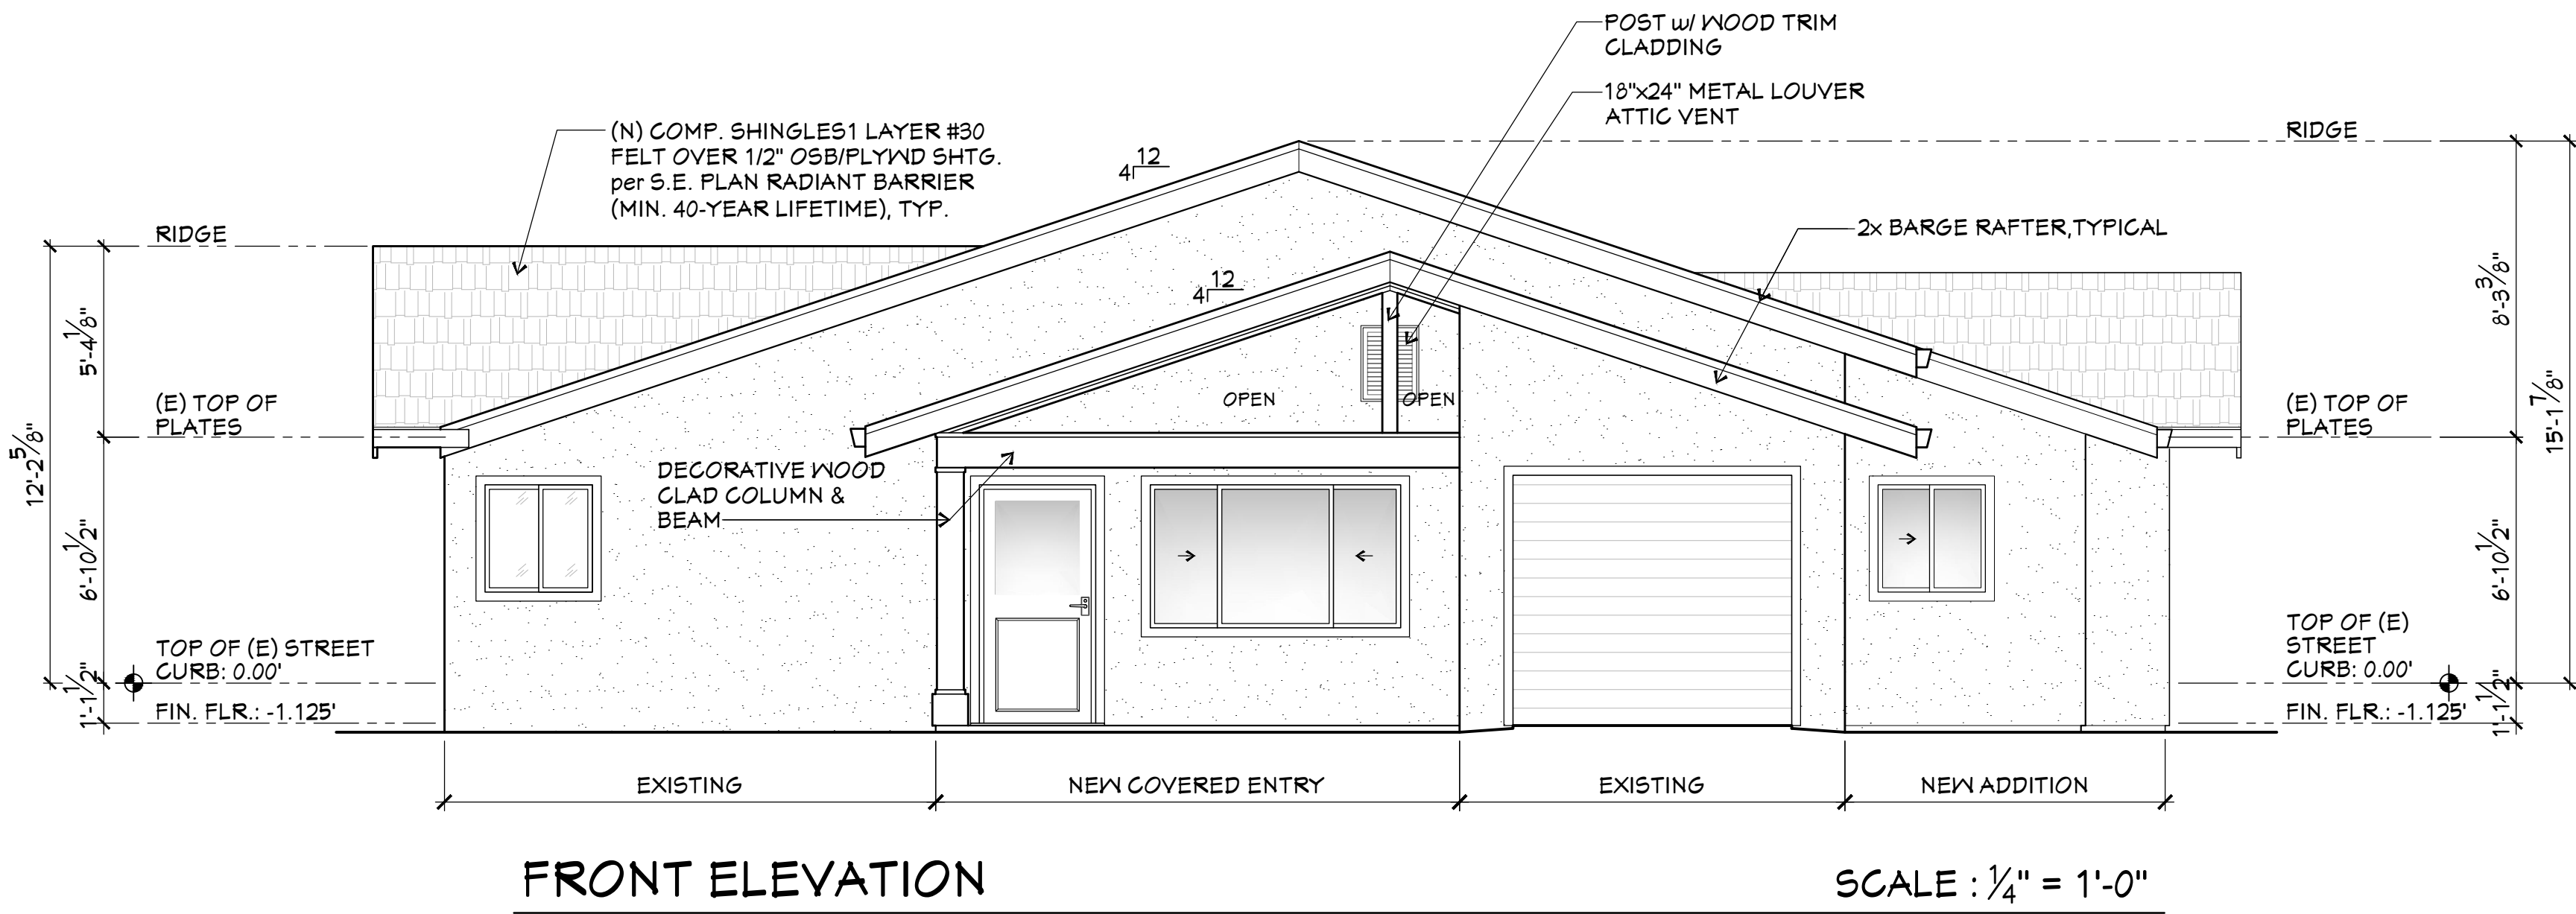 POST w/ WOOD TRIM
CLADDING
18"x24" METAL LOUVER
ATTIC VENT
(N) COMP. SHINGLES1 LAYER #30
FELT OVER 1/2" OSB/PLYWD SHTG.
per S.E. PLAN RADIANT BARRIER
(MIN. 40-YEAR LIFETIME), TYP.
12
4
RIDGE
RIDGE
2x BARGE RAFTER,TYPICAL
12
4
5'-4 1/8"
8'-3 3/8"
12'-2 5/8"
15'-1 7/8"
(E) TOP OF
PLATES
OPEN
OPEN
(E) TOP OF
PLATES
DECORATIVE WOOD
CLAD COLUMN &
BEAM
6'-10 1/2"
6'-10 1/2"
TOP OF (E) STREET
CURB: 0.00'
TOP OF (E)
STREET
CURB: 0.00'
1'-1 1/2"
FIN. FLR.: -1.125'
FIN. FLR.: -1.125'
1'-1 1/2"
EXISTING
NEW COVERED ENTRY
EXISTING
NEW ADDITION
FRONT ELEVATION
SCALE : 1/4" = 1'-0"